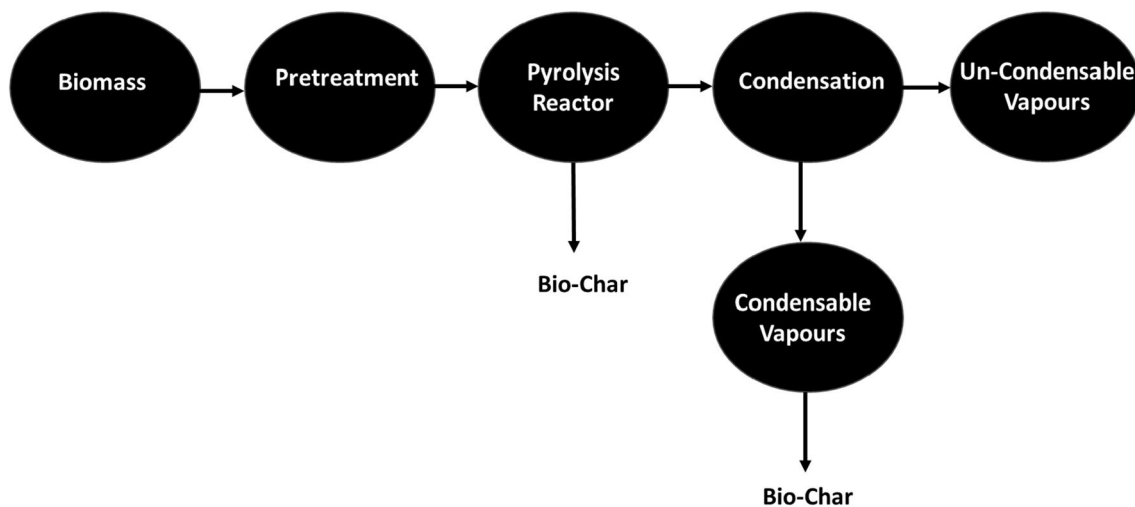 Biomass
Pretreatment
Pyrolysis
Reactor
Condensation
Un-Condensable
Vapours
Bio-Char
Condensable
Vapours
Bio-Char